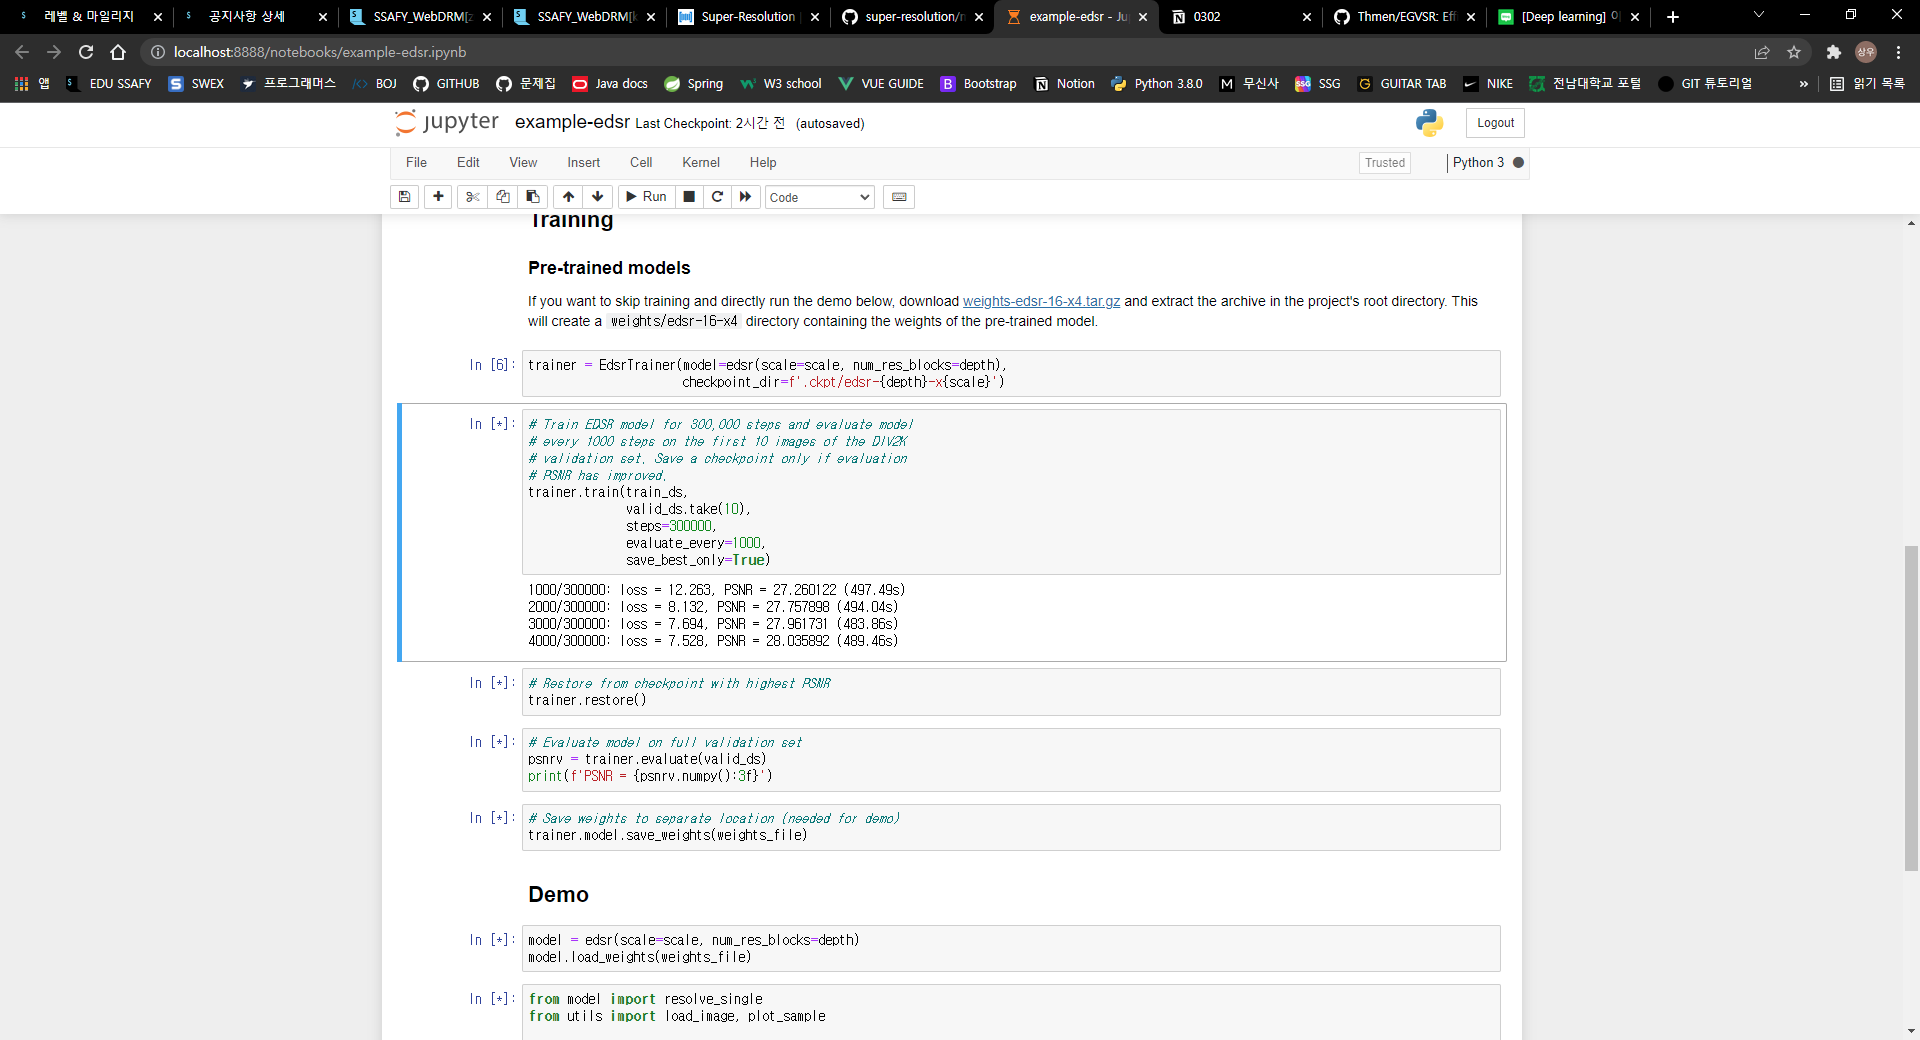 레벨 & 마일리지
공지사항 상세
SSAFY_WebDRM[
SSAFY_WebDRM[
Super-Resolution
super-resolution/
example-edsr - Ju
0302
Thmen/EGVSR: Eff
[Deep learning]
localhost:8888/notebooks/example-edsr.ipynb
상우
앱
EDU SSAFY
SWEX
프로그래머스
BOJ
GITHUB
문제집
Java docs
Spring
W3 school
VUE GUIDE
Bootstrap
Notion
Python 3.8.0
무신사
SSG
GUITAR TAB
NIKE
전남대학교 포털
GIT 튜토리얼
»
읽기 목록
jupyter example-edsr Last Checkpoint: 2시간 전 (autosaved)
Logout
File Edit View Insert Cell Kernel Help
Trusted
Python 3
Run
Code
Training
Pre-trained models
If you want to skip training and directly run the demo below, download weights-edsr-16-x4.tar.gz and extract the archive in the project's root directory. This
will create a weights/edsr-16-x4 directory containing the weights of the pre-trained model.
In [6]: trainer = EdsrTrainer(model=edsr(scale=scale, num_res_blocks=depth),
checkpoint_dir=f'.ckpt/edsr-{depth}-x{scale}')
In [*]: # Train EDSR model for 300,000 steps and evaluate model
# every 1000 steps on the first 10 images of the DIV2K
# validation set. Save a checkpoint only if evaluation
# PSNR has improved.
trainer.train(train_ds,
valid_ds.take(10),
steps=300000,
evaluate_every=1000,
save_best_only=True)
1000/300000: loss = 12.263, PSNR = 27.260122 (497.49s)
2000/300000: loss = 8.132, PSNR = 27.757898 (494.04s)
3000/300000: loss = 7.694, PSNR = 27.961731 (483.86s)
4000/300000: loss = 7.528, PSNR = 28.035892 (489.46s)
In [*]: # Restore from checkpoint with highest PSNR
trainer.restore()
In [*]: # Evaluate model on full validation set
psnrv = trainer.evaluate(valid_ds)
print(f'PSNR = {psnrv.numpy():3f}')
In [*]: # Save weights to separate location (needed for demo)
trainer.model.save_weights(weights_file)
Demo
In [*]: model = edsr(scale=scale, num_res_blocks=depth)
model.load_weights(weights_file)
In [*]: from model import resolve_single
from utils import load_image, plot_sample